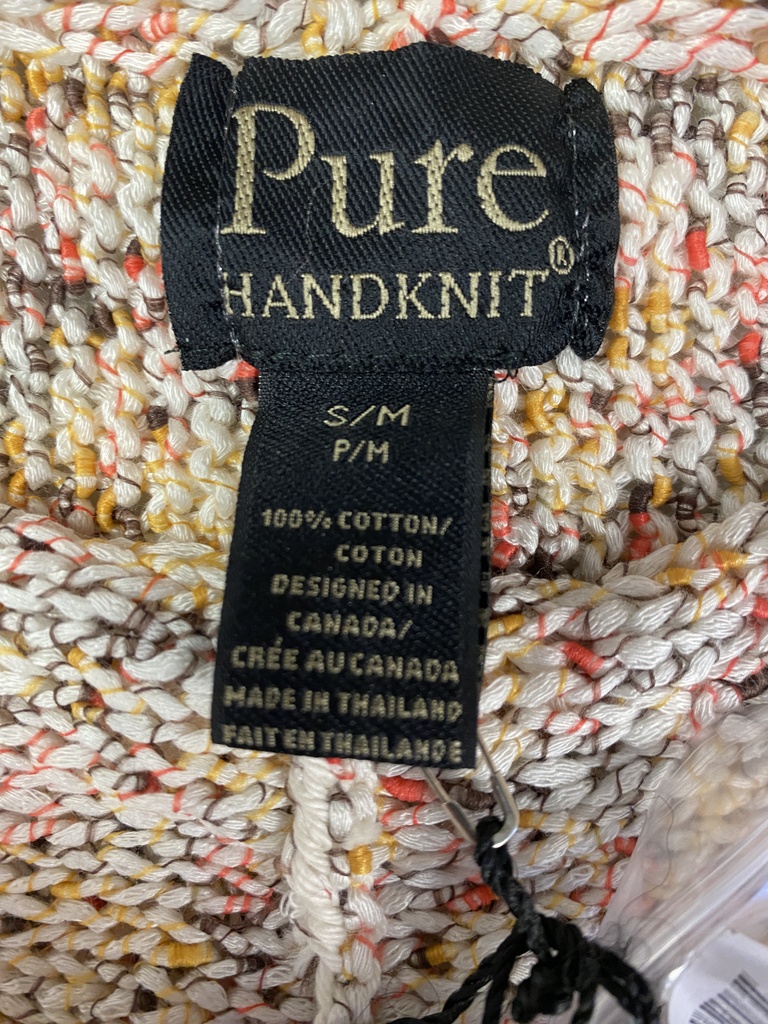 Pure
HANDKNIT®
S/M
P/M
100% COTTON/
COTON
DESIGNED IN
CANADA/
CRÉE AU CANADA
MADE IN THAILAND
FAIT EN THAILANDE